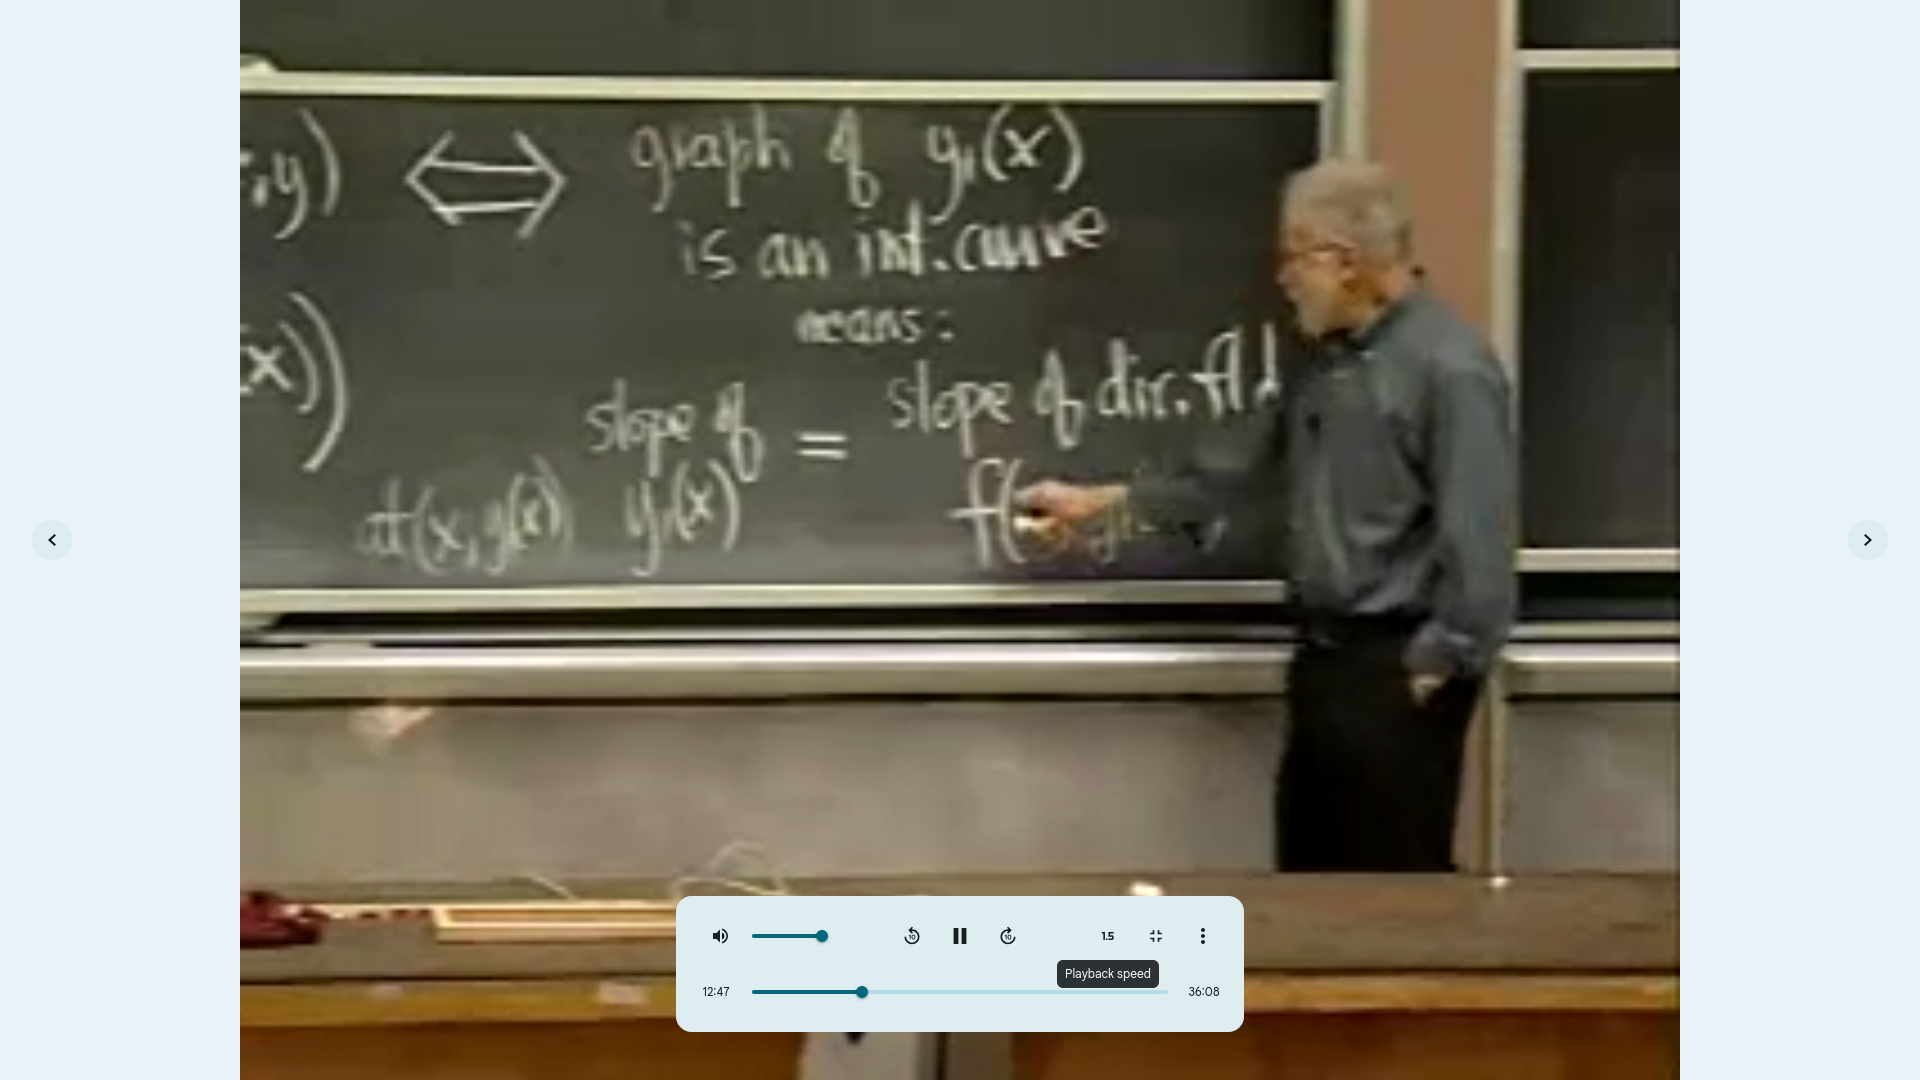 ,y) ⟺ graph of y₁(x)
is an int. curve
means:
x))
slope of = slope of dir. fld
at (x, y(x)) y₁(x) f(
1.5
Playback speed
12:47 36:08